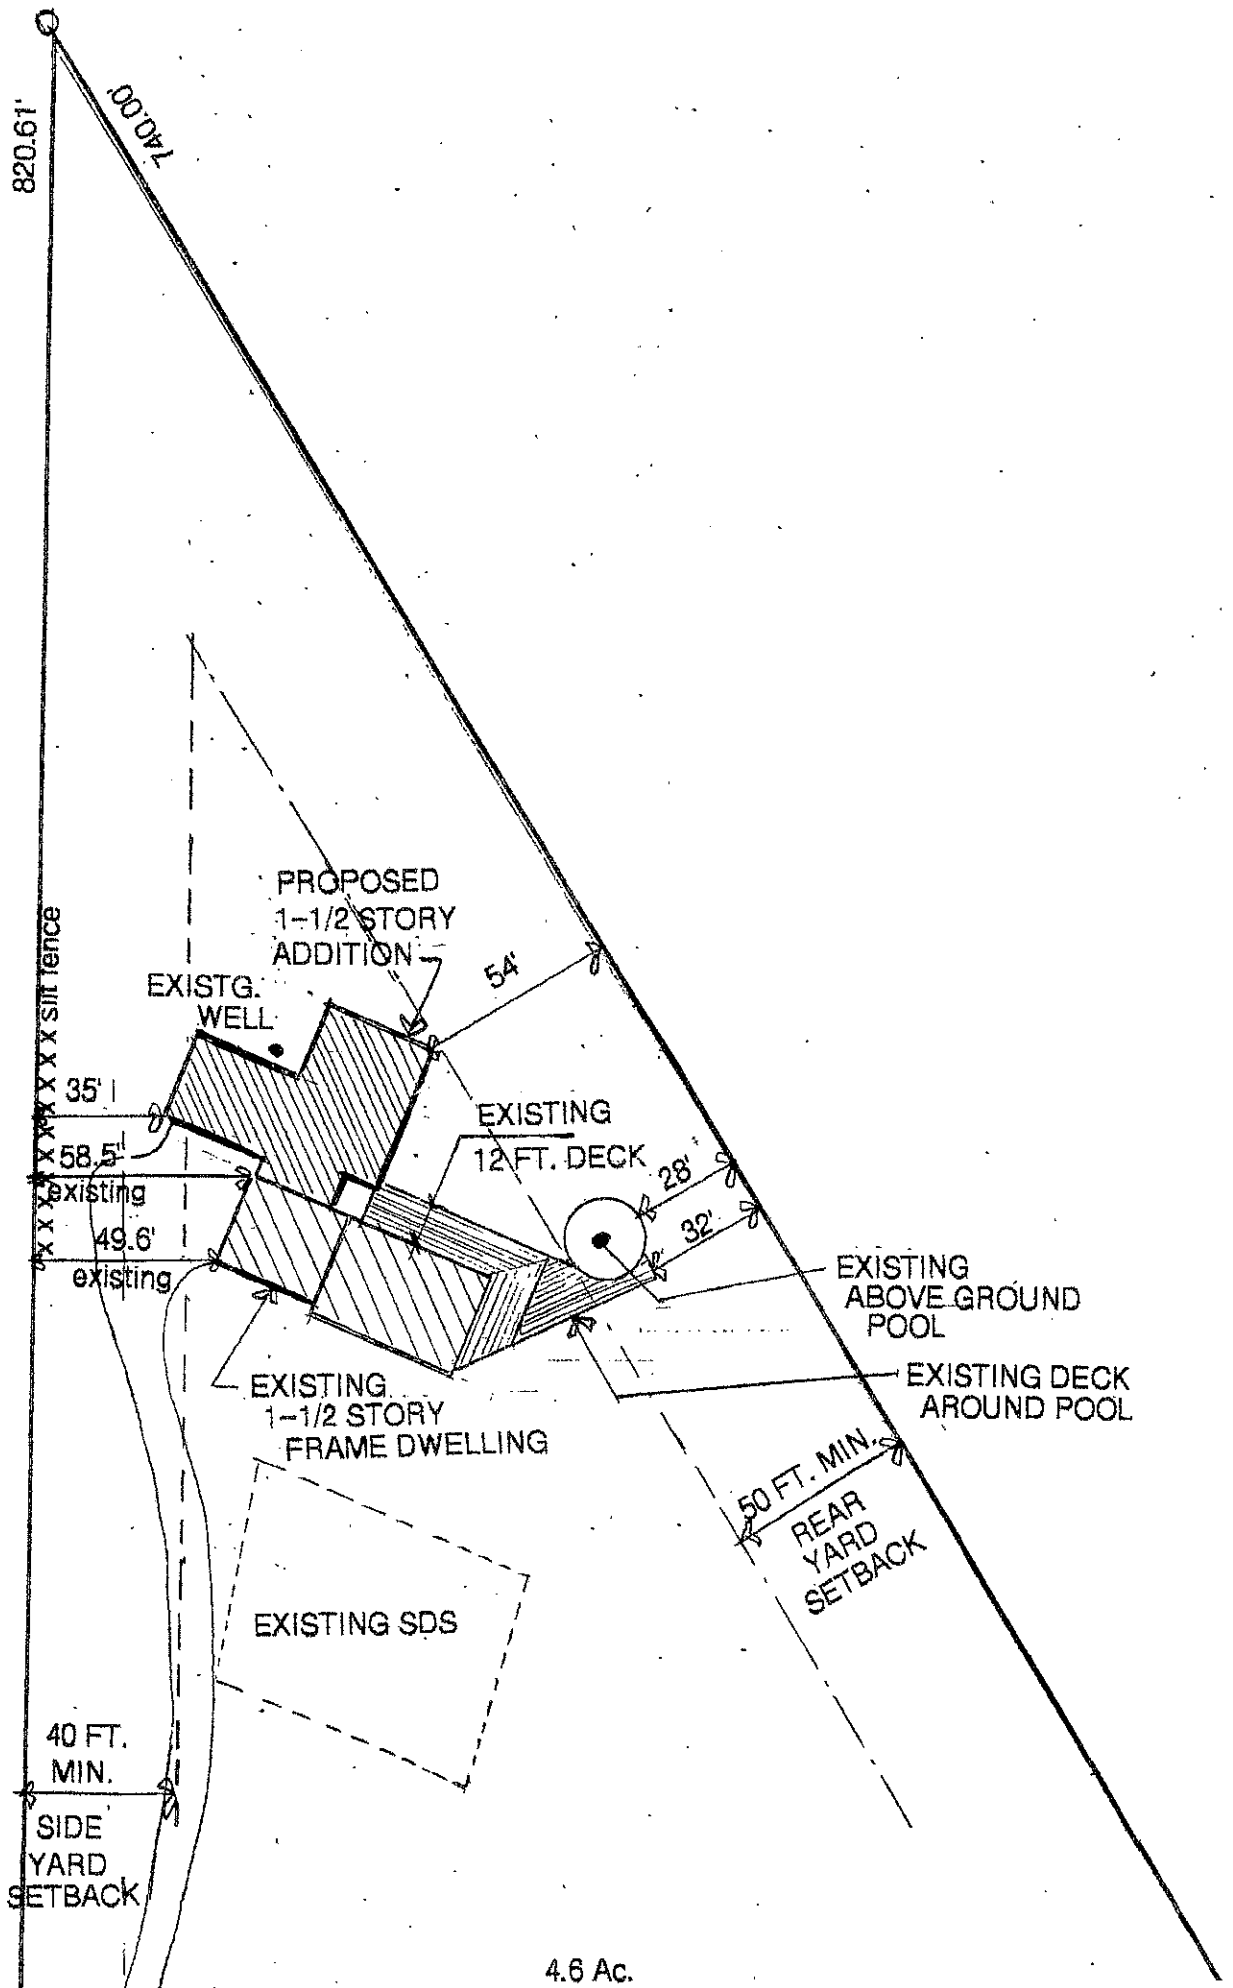 820.61'
740.00'
PROPOSED
1-1/2 STORY
ADDITION
54'
silt fence
X X X X X X X X
EXISTG.
WELL
35'
EXISTING
12 FT. DECK
58.5'
existing
28'
32'
49.6'
existing
EXISTING
ABOVE GROUND
POOL
EXISTING DECK
AROUND POOL
EXISTING
1-1/2 STORY
FRAME DWELLING
50 FT. MIN.
REAR
YARD
SETBACK
EXISTING SDS
40 FT.
MIN.
SIDE
YARD
SETBACK
4.6 Ac.